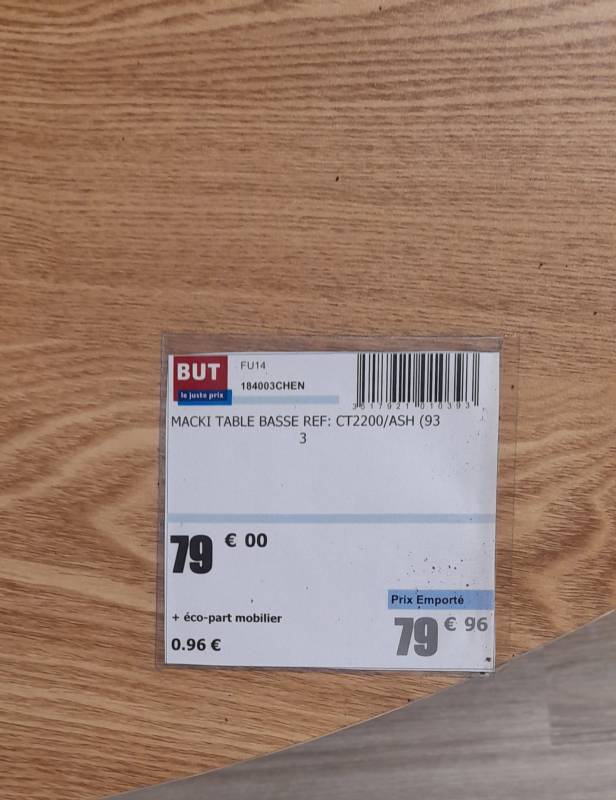 BUT
le juste prix
FU14
184003CHEN
3517921010393
MACKI TABLE BASSE REF: CT2200/ASH (93
3
79 € 00
+ éco-part mobilier
0.96 €
Prix Emporté
79 € 96